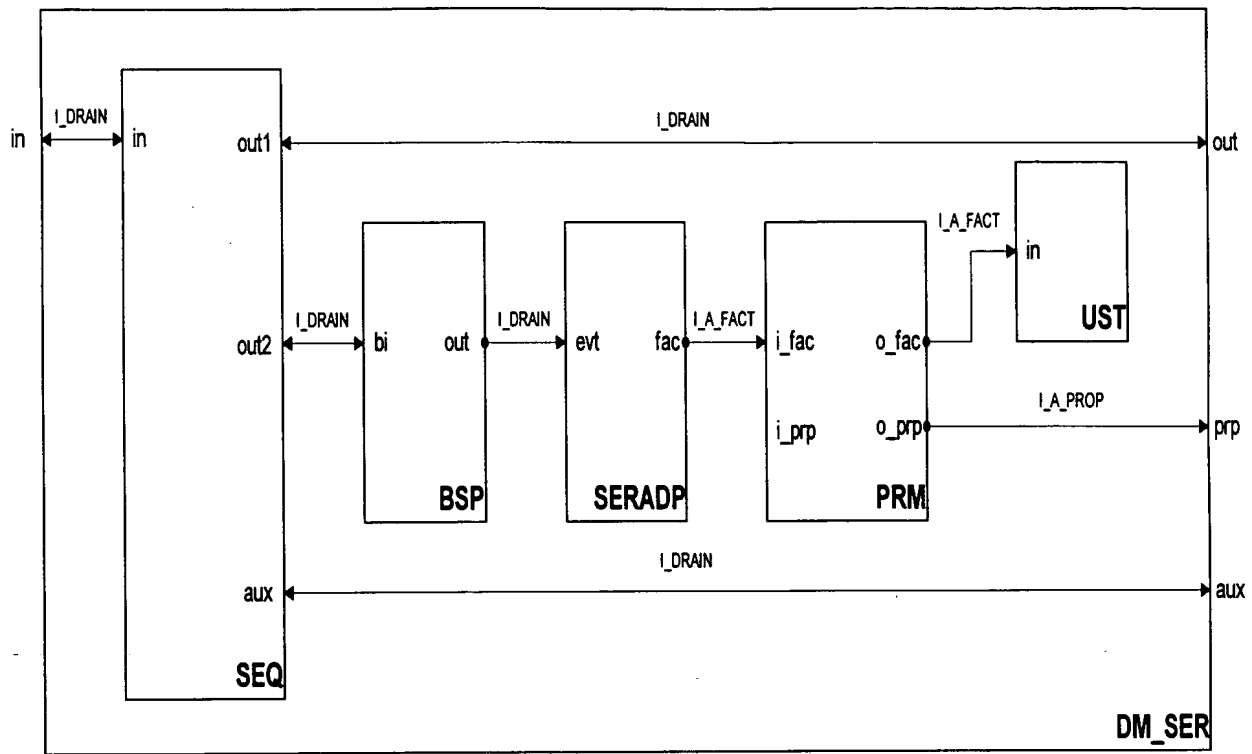 I_DRAIN
I_DRAIN
in
in
out1
out
I_A_FACT
in
UST
I_DRAIN
I_DRAIN
I_A_FACT
out2
bi
out
evt
fac
i_fac
o_fac
I_A_PROP
i_prp
o_prp
prp
BSP
SERADP
PRM
I_DRAIN
aux
aux
SEQ
DM_SER